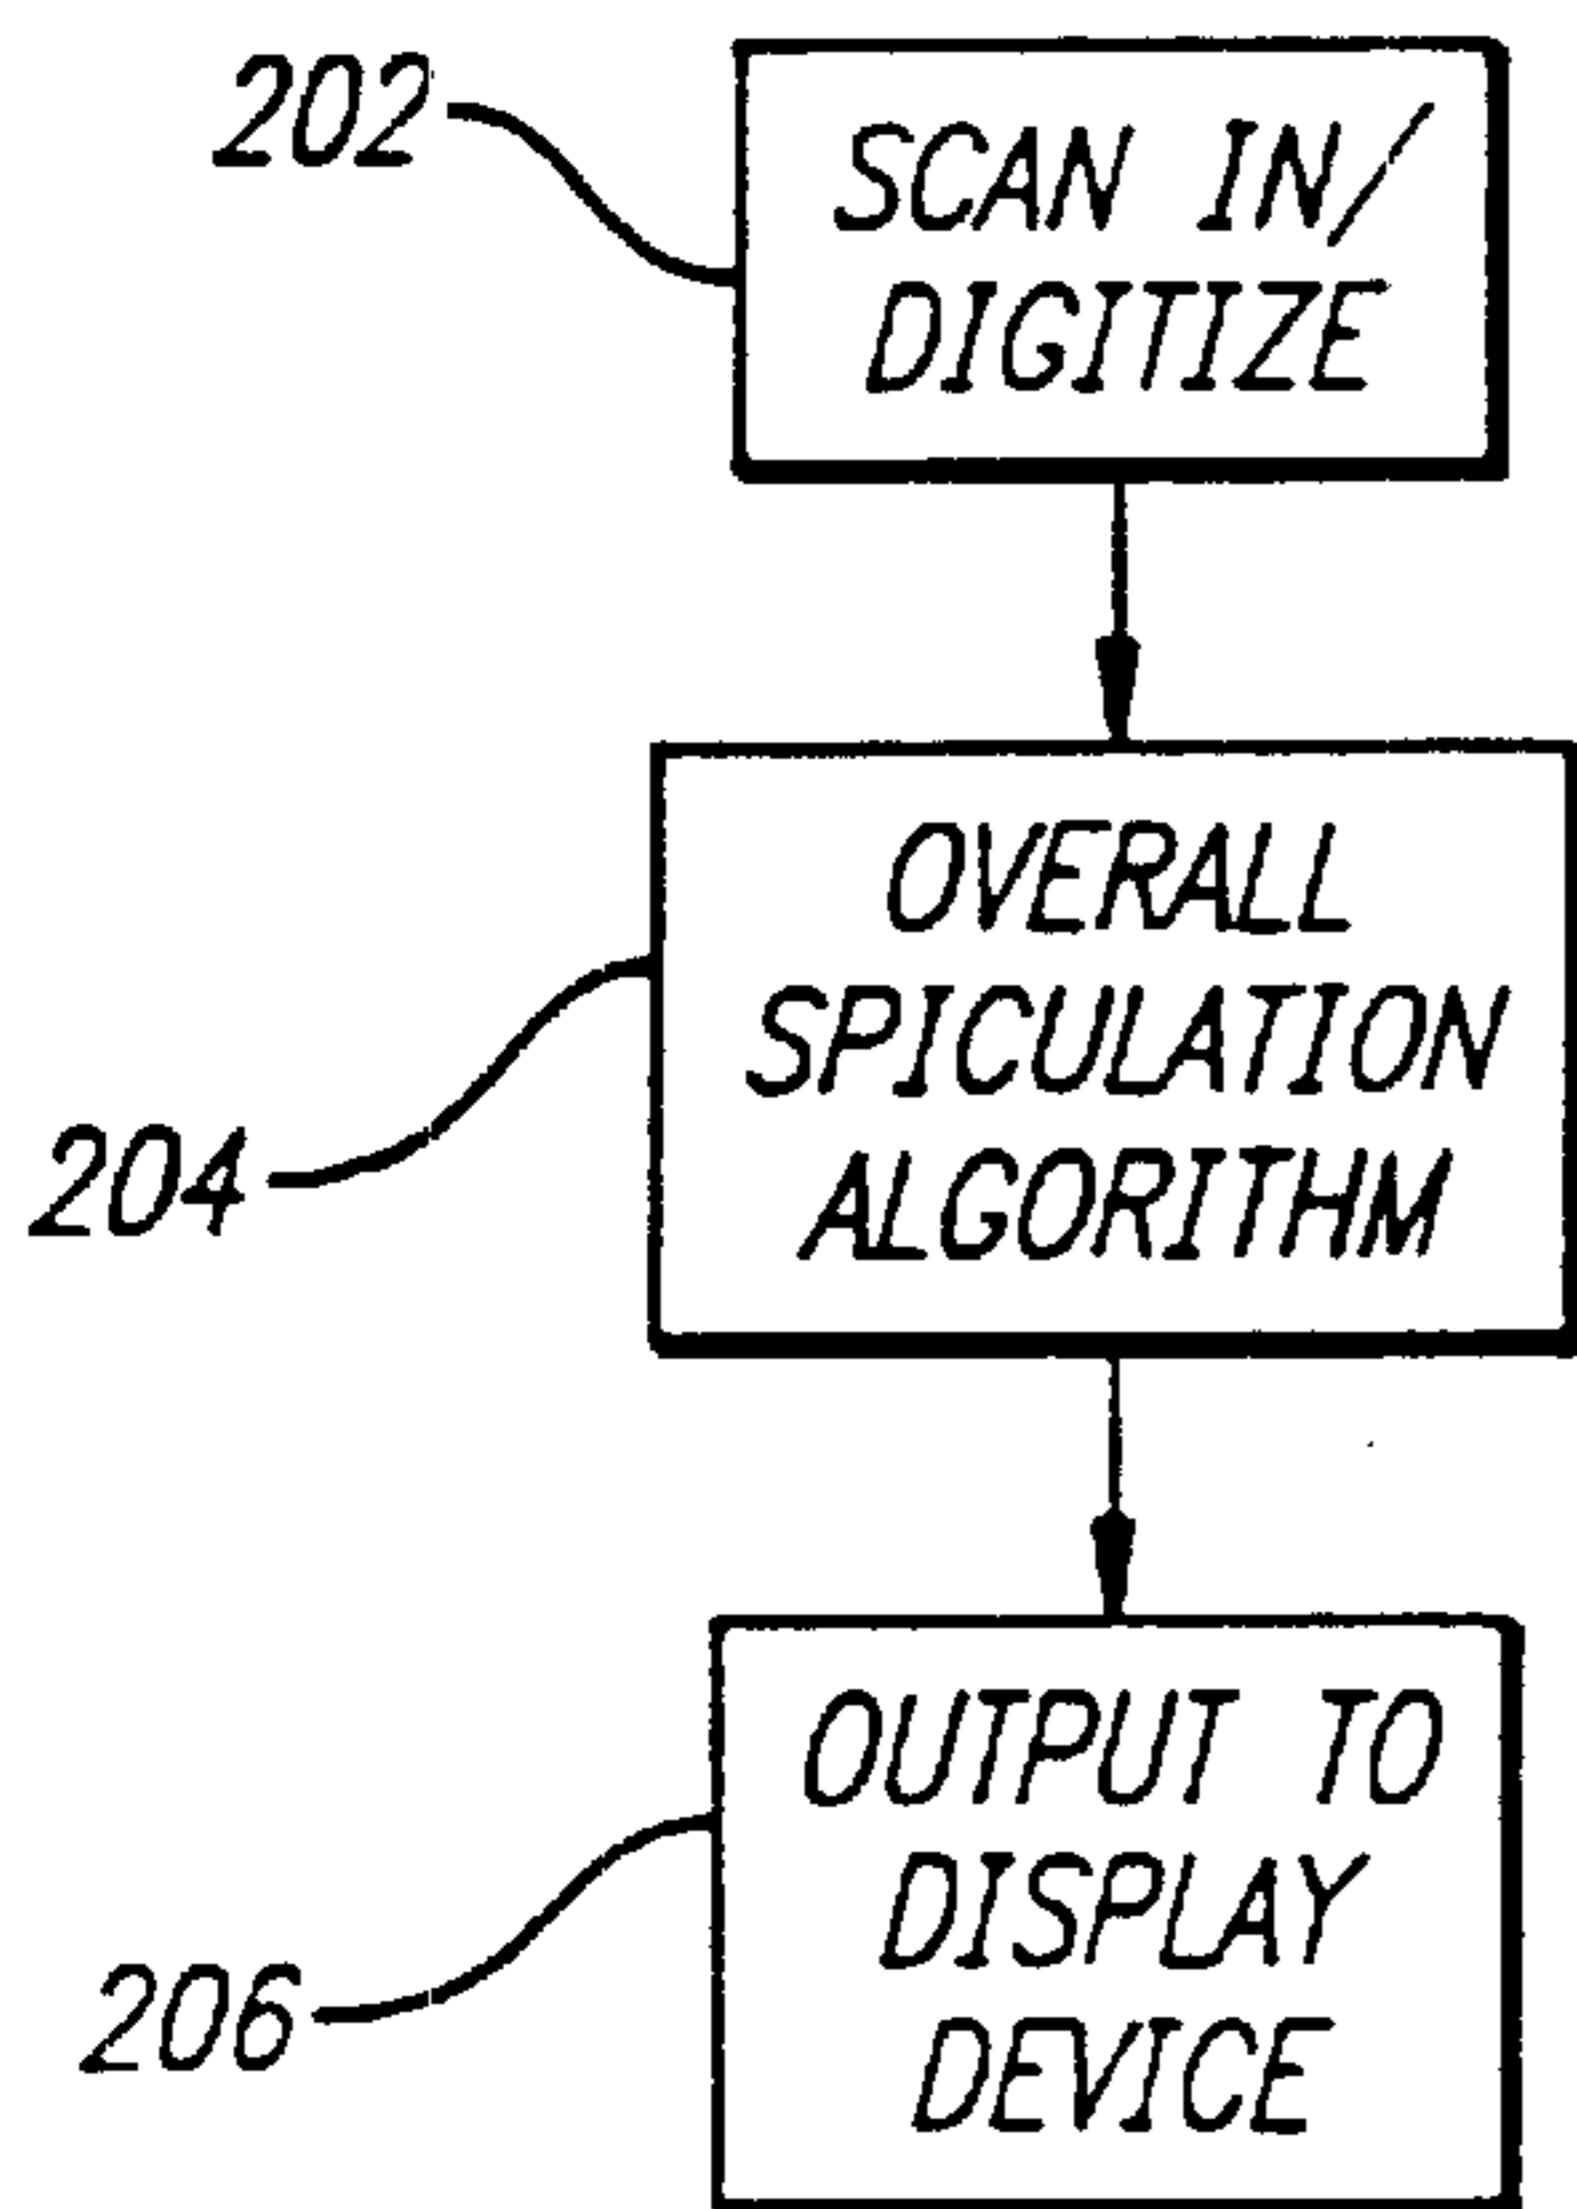 202
SCAN IN/
DIGITIZE
OVERALL
SPICULATION
ALGORITHM
204
OUTPUT TO
DISPLAY
DEVICE
206